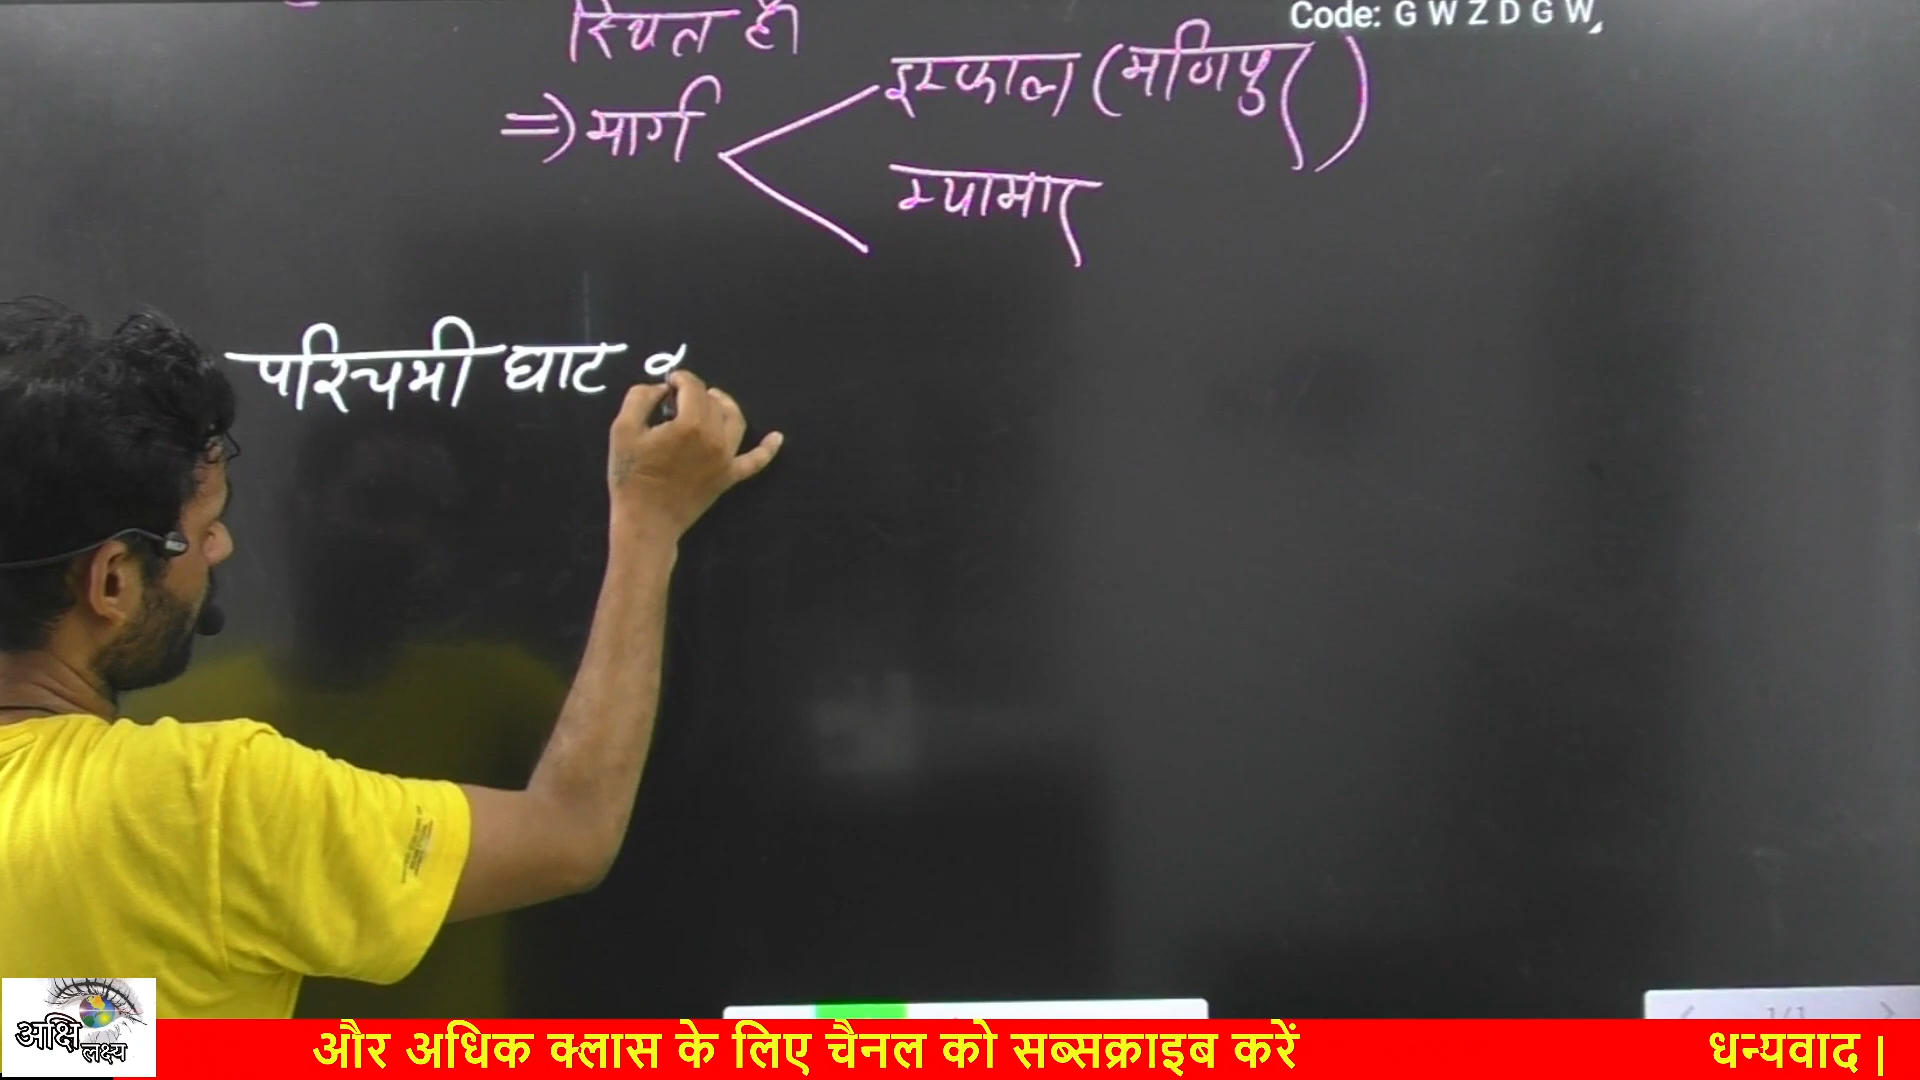 Code: G W Z D G W
स्थित है।
⇒ मार्ग
इम्फाल (मणिपुर)
म्यामार
पश्चिमी घाट
अक्षि
लक्ष्य
और अधिक क्लास के लिए चैनल को सब्सक्राइब करें
धन्यवाद |